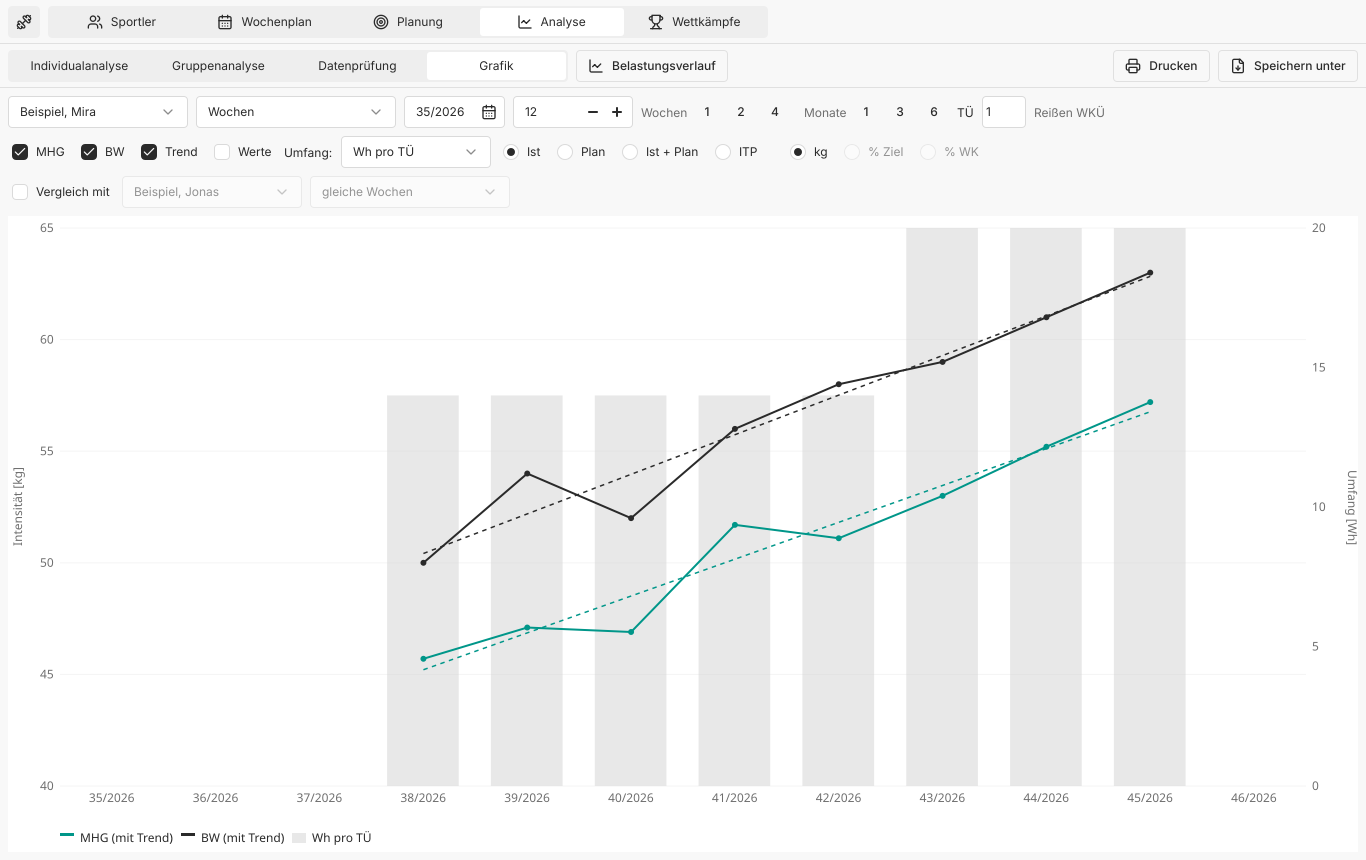 Sportler Wochenplan Planung Analyse Wettkämpfe
Individualanalyse Gruppenanalyse Datenprüfung Grafik Belastungsverlauf Drucken Speichern unter
Beispiel, Mira Wochen 35/2026 12 Wochen 1 2 4 Monate 1 3 6 TÜ 1 Reißen WKÜ
MHG BW Trend Werte Umfang: Wh pro TÜ Ist Plan Ist + Plan ITP kg % Ziel % WK
Vergleich mit Beispiel, Jonas gleiche Wochen
65 20
60
15
55
Intensität [kg]
10
Umfang [Wh]
50
5
45
40 0
35/2026 36/2026 37/2026 38/2026 39/2026 40/2026 41/2026 42/2026 43/2026 44/2026 45/2026 46/2026
MHG (mit Trend) BW (mit Trend) Wh pro TÜ